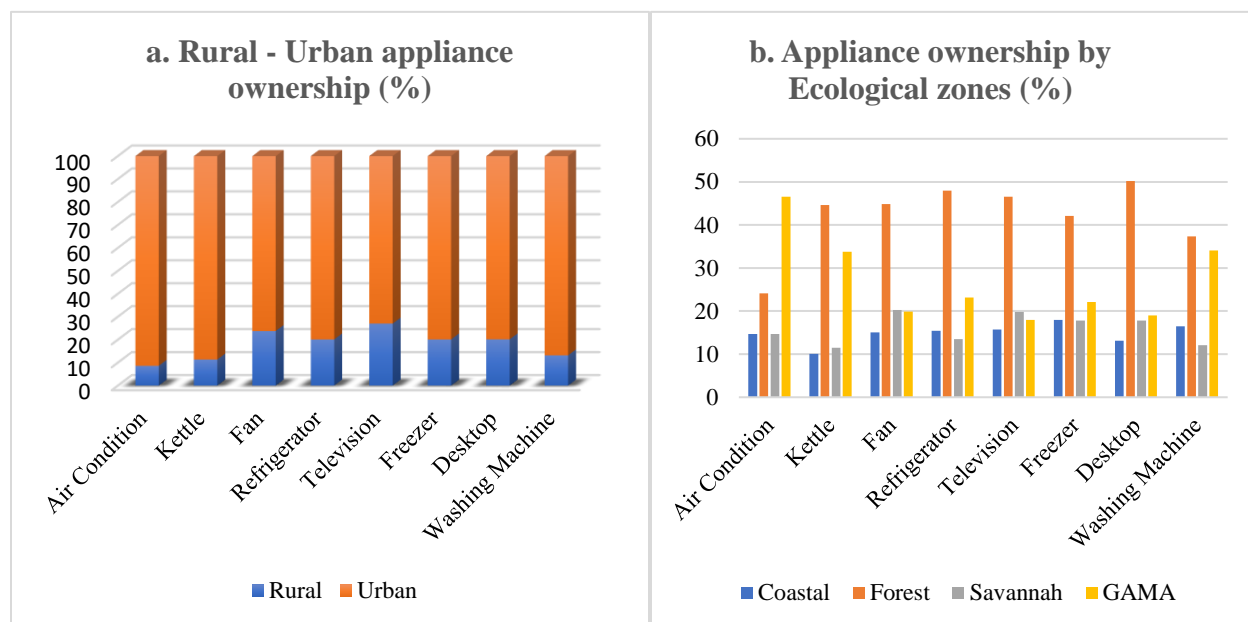 a. Rural - Urban appliance
ownership (%)
100
90
80
70
60
50
40
30
20
10
0
Air Condition
Kettle
Fan
Refrigerator
Television
Freezer
Desktop
Washing Machine
Rural Urban
b. Appliance ownership by
Ecological zones (%)
60
50
40
30
20
10
0
Air Condition
Kettle
Fan
Refrigerator
Television
Freezer
Desktop
Washing Machine
Coastal Forest Savannah GAMA